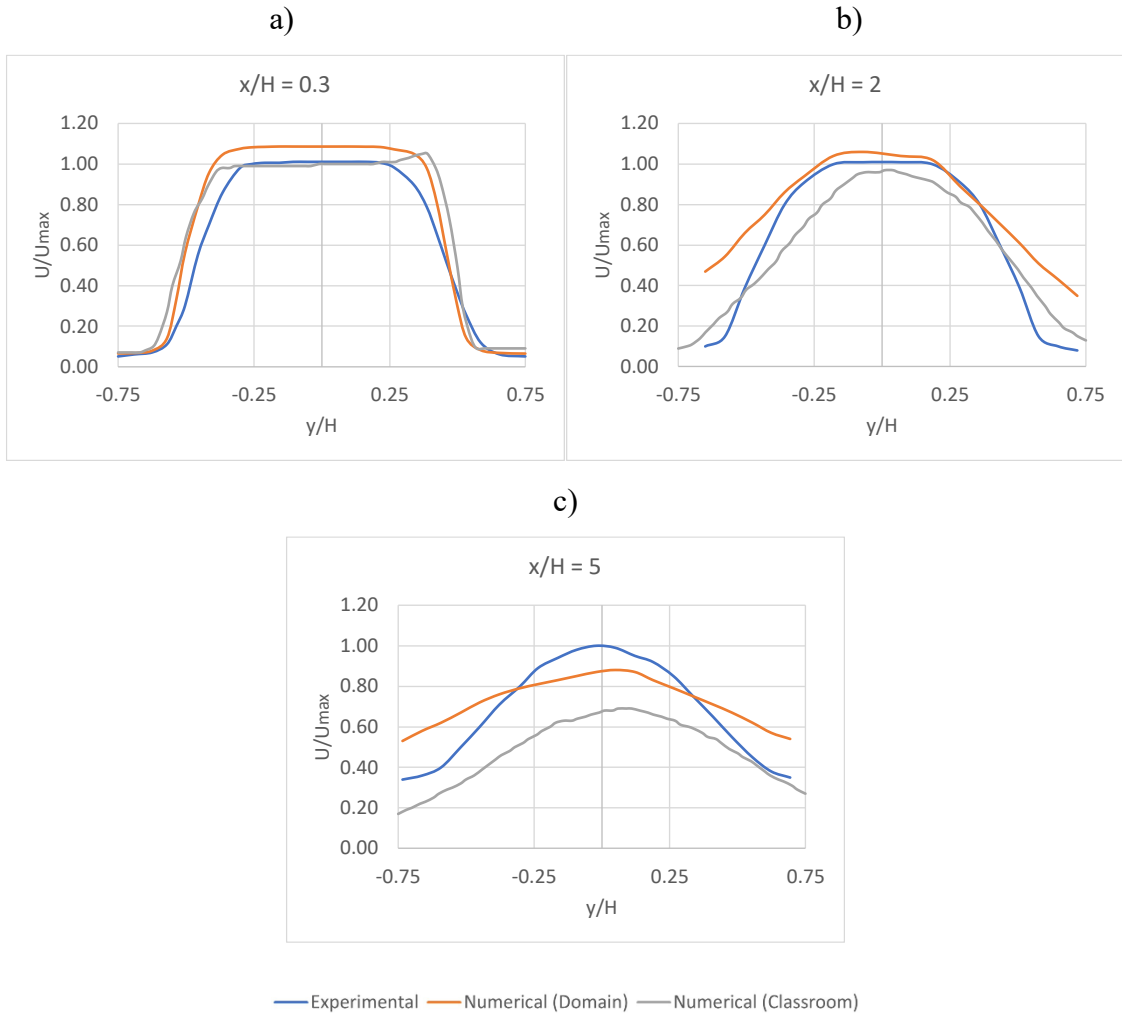 a)
x/H = 0.3
1.20
1.00
0.80
0.60
0.40
0.20
0.00
U/Umax
-0.75
-0.25
0.25
0.75
y/H
b)
x/H = 2
1.20
1.00
0.80
0.60
0.40
0.20
0.00
U/Umax
-0.75
-0.25
0.25
0.75
y/H
c)
x/H = 5
1.20
1.00
0.80
0.60
0.40
0.20
0.00
U/Umax
-0.75
-0.25
0.25
0.75
y/H
Experimental
Numerical (Domain)
Numerical (Classroom)